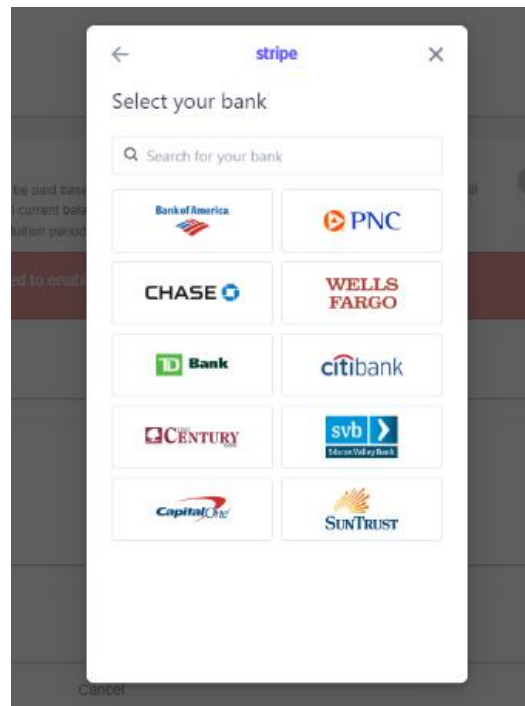 stripe
Select your bank
Search for your bank
Bank of America
PNC
CHASE
WELLS
FARGO
TD Bank
citibank
CENTURY
svb
Silicon Valley Bank
Capital One
SUNTRUST
be paid base
current bala
lution period
ed to enabl
Cancel